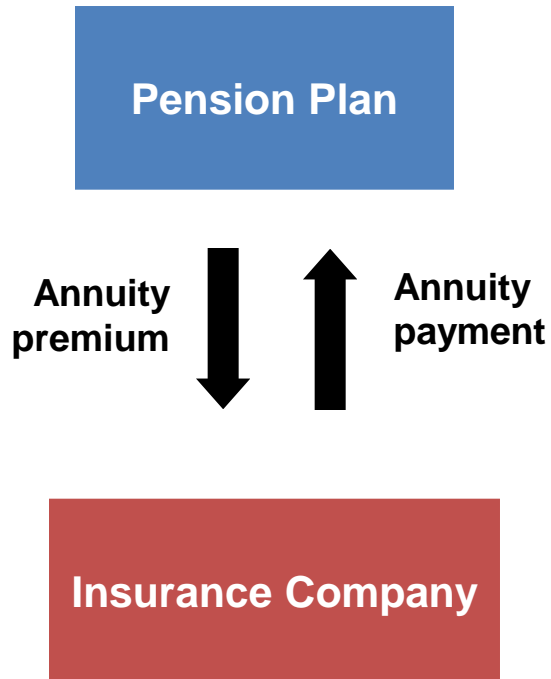 Pension Plan
Annuity
premium
Annuity
payment
Insurance Company